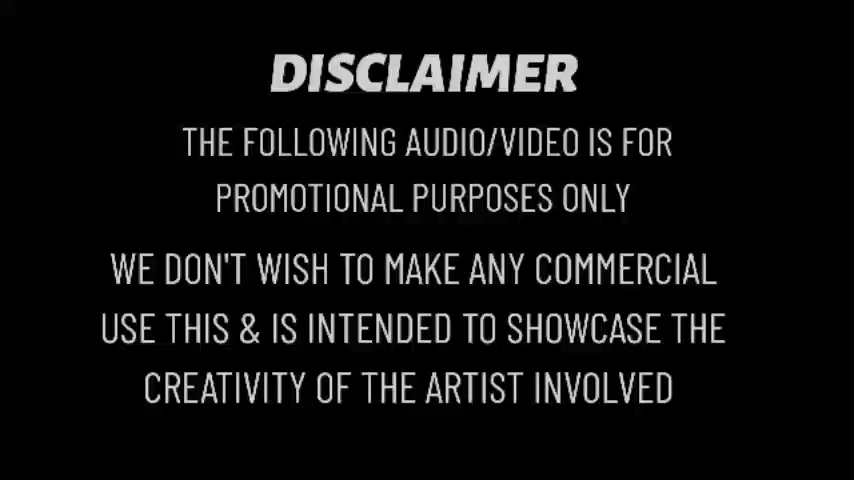 DISCLAIMER
THE FOLLOWING AUDIO/VIDEO IS FOR
PROMOTIONAL PURPOSES ONLY
WE DON'T WISH TO MAKE ANY COMMERCIAL
USE THIS & IS INTENDED TO SHOWCASE THE
CREATIVITY OF THE ARTIST INVOLVED